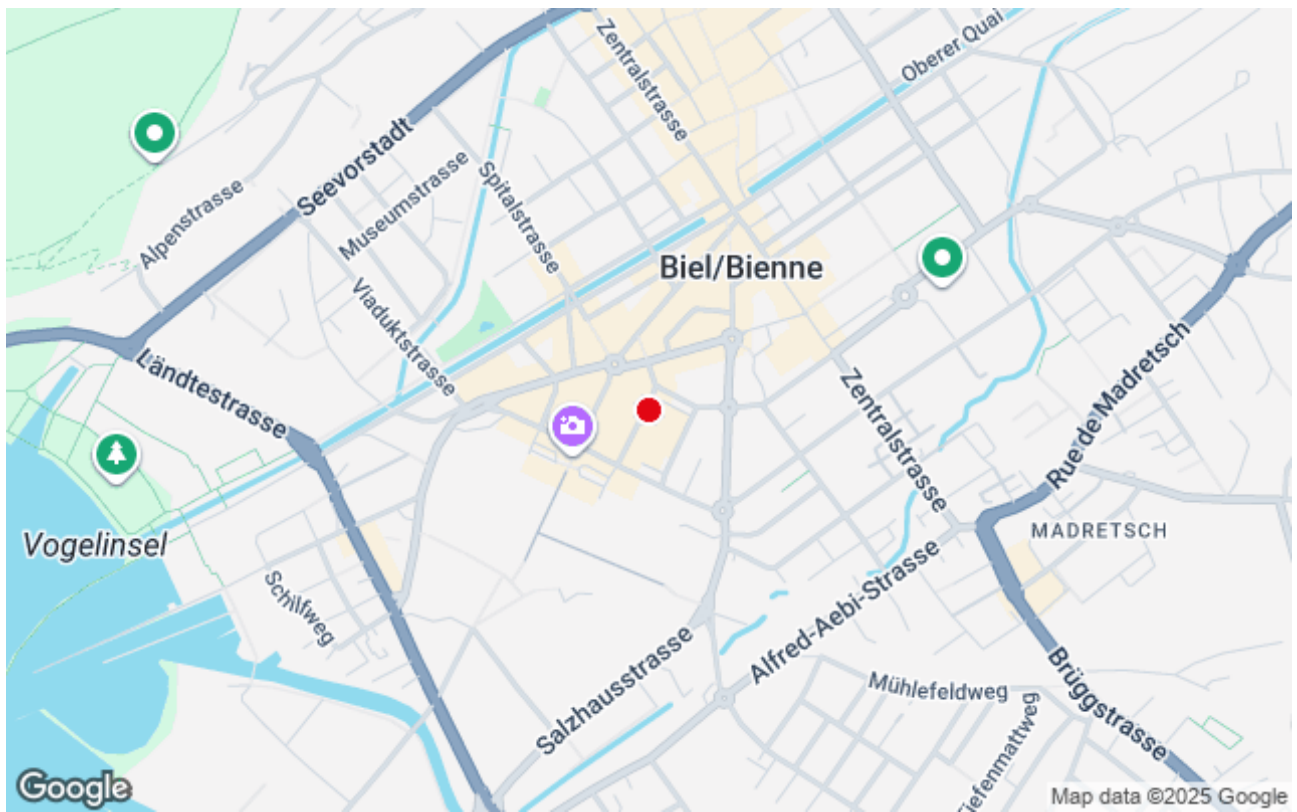 Zentralstrasse
Oberer Quai
Seevorstadt
Museumstrasse
Spitalstrasse
Alpenstrasse
Biel/Bienne
Viaduktstrasse
Ländtestrasse
Rue de Madretsch
Zentralstrasse
Vogelinsel
MADRETSCH
Schilfweg
Alfred-Aebi-Strasse
Salzhausstrasse
Mühlefeldweg
Brüggstrasse
iefenmattweg
Google
Map data ©2025 Google